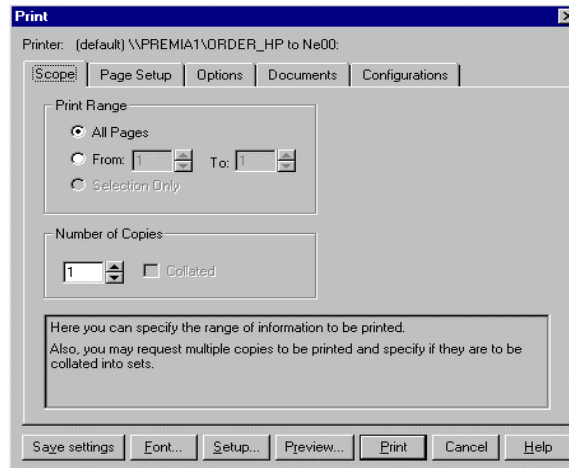 Print
Printer: (default) \\PREMIA1\ORDER_HP to Ne00:
Scope Page Setup Options Documents Configurations
Print Range
All Pages
From: 1 To: 1
Selection Only
Number of Copies
1 Collated
Here you can specify the range of information to be printed.
Also, you may request multiple copies to be printed and specify if they are to be
collated into sets.
Save settings Font... Setup... Preview... Print Cancel Help